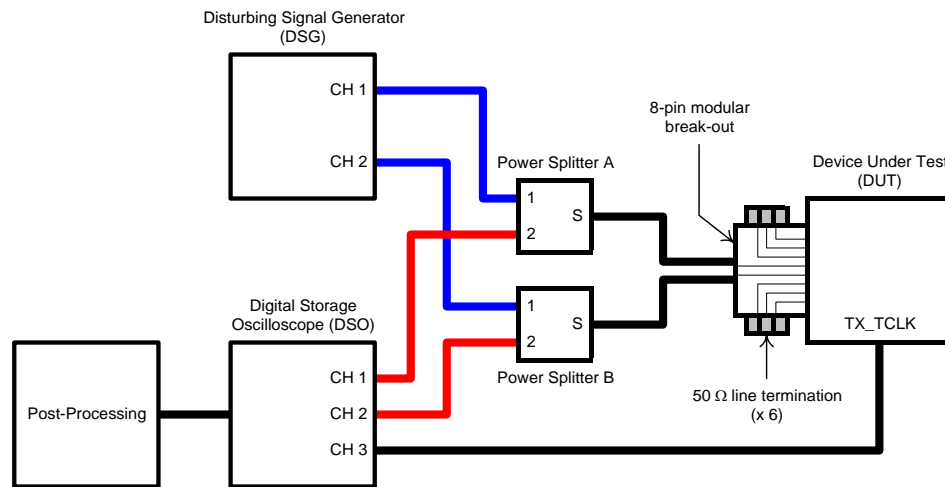 Disturbing Signal Generator
(DSG)
CH 1
CH 2
8-pin modular
break-out
Power Splitter A
1
S
2
Device Under Test
(DUT)
TX_TCLK
Digital Storage
Oscilloscope (DSO)
1
S
2
Power Splitter B
CH 1
CH 2
CH 3
Post-Processing
50 Ω line termination
(x 6)